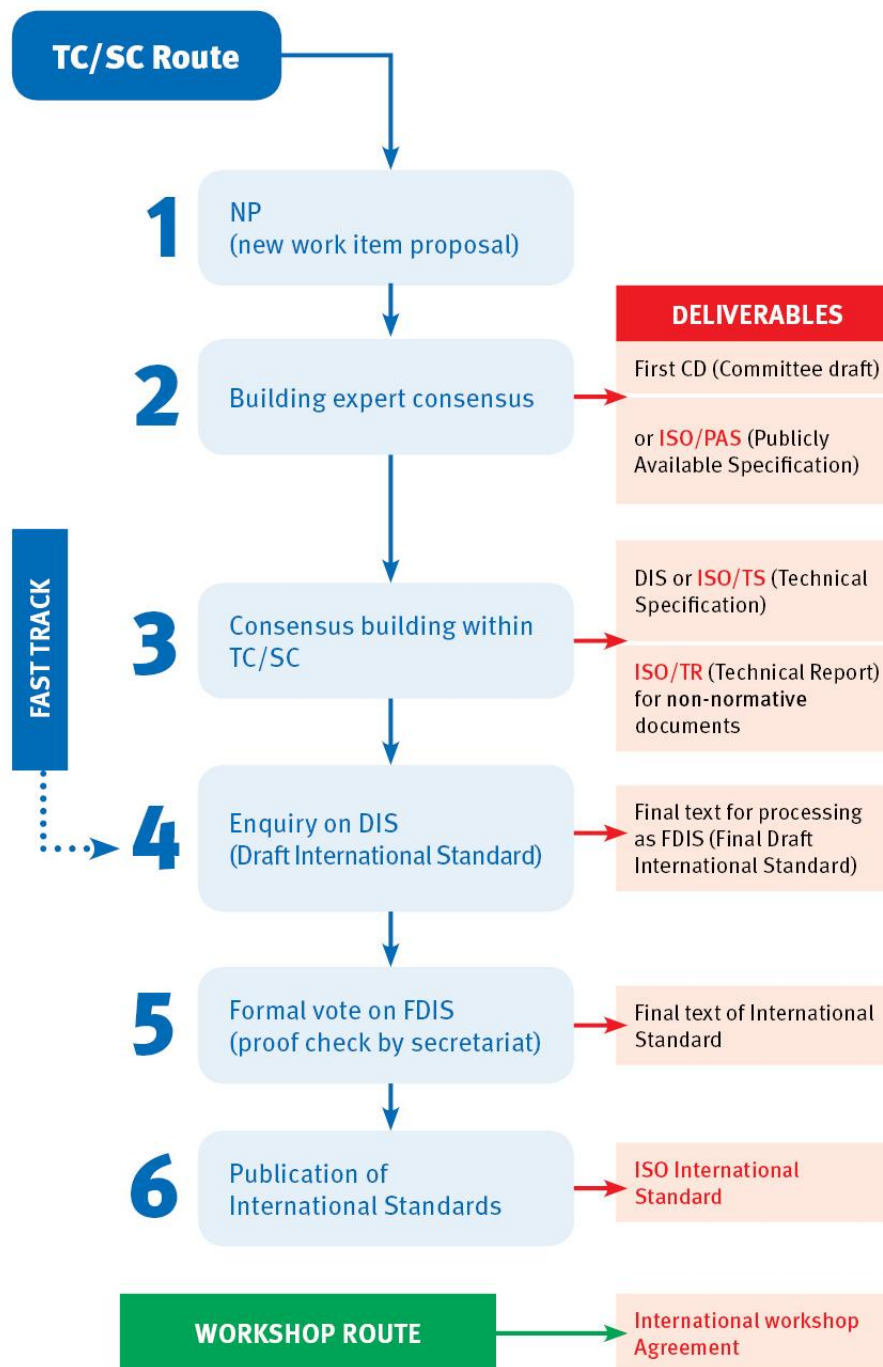 TC/SC Route
1
NP
(new work item proposal)
DELIVERABLES
2
Building expert consensus
First CD (Committee draft)
or ISO/PAS (Publicly
Available Specification)
FAST TRACK
3
Consensus building within
TC/SC
DIS or ISO/TS (Technical
Specification)
ISO/TR (Technical Report)
for non-normative
documents
4
Enquiry on DIS
(Draft International Standard)
Final text for processing
as FDIS (Final Draft
International Standard)
5
Formal vote on FDIS
(proof check by secretariat)
Final text of International
Standard
6
Publication of
International Standards
ISO International
Standard
WORKSHOP ROUTE
International workshop
Agreement